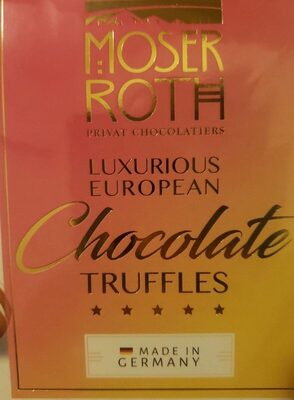 MOSER
ROTH
PRIVAT CHOCOLATIERS
LUXURIOUS
EUROPEAN
Chocolate
TRUFFLES
MADE IN
GERMANY